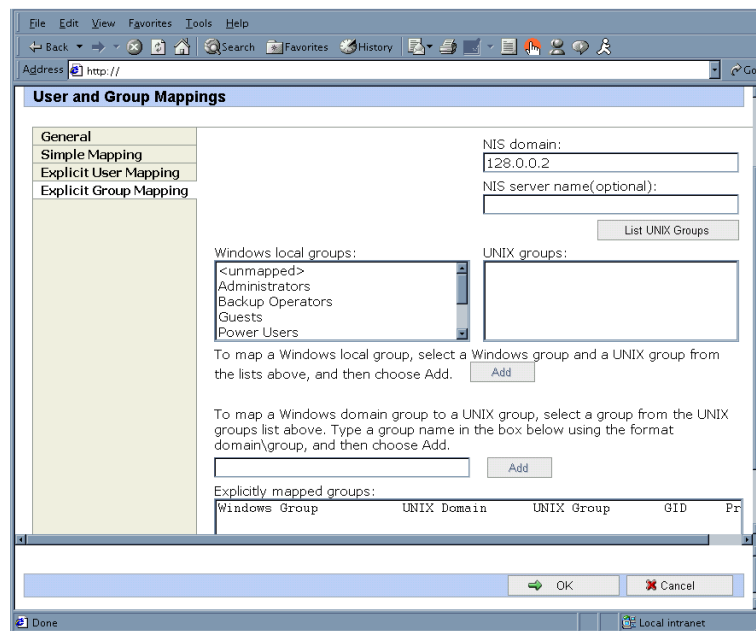 File Edit View Favorites Tools Help
Back Search Favorites History
Address http:// Go
User and Group Mappings
General
Simple Mapping
Explicit User Mapping
Explicit Group Mapping
NIS domain:
128.0.0.2
NIS server name(optional):
List UNIX Groups
Windows local groups:
UNIX groups:
<unmapped>
Administrators
Backup Operators
Guests
Power Users
To map a Windows local group, select a Windows group and a UNIX group from
the lists above, and then choose Add. Add
To map a Windows domain group to a UNIX group, select a group from the UNIX
groups list above. Type a group name in the box below using the format
domain\group, and then choose Add.
Add
Explicitly mapped groups:
Windows Group UNIX Domain UNIX Group GID Pr
OK Cancel
Done Local intranet